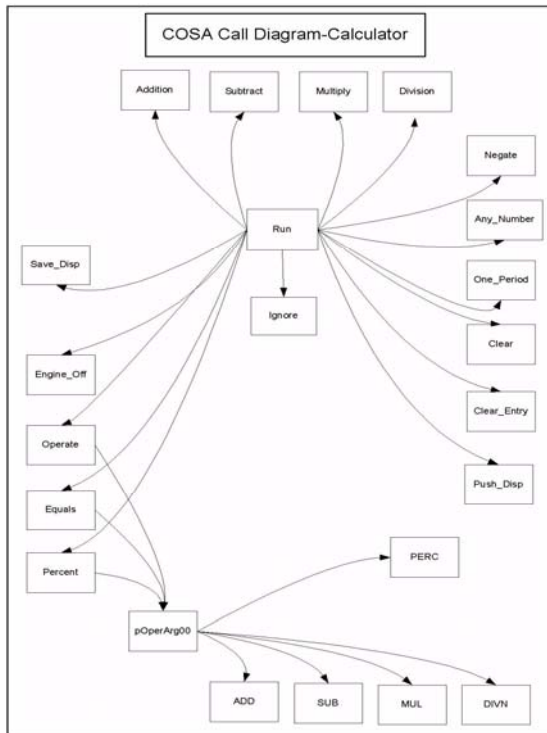 COSA Call Diagram-Calculator
Addition
Subtract
Multiply
Division
Negate
Any_Number
Run
Save_Disp
One_Period
Ignore
Clear
Engine_Off
Clear_Entry
Operate
Push_Disp
Equals
PERC
Percent
pOperArg00
ADD
SUB
MUL
DIVN